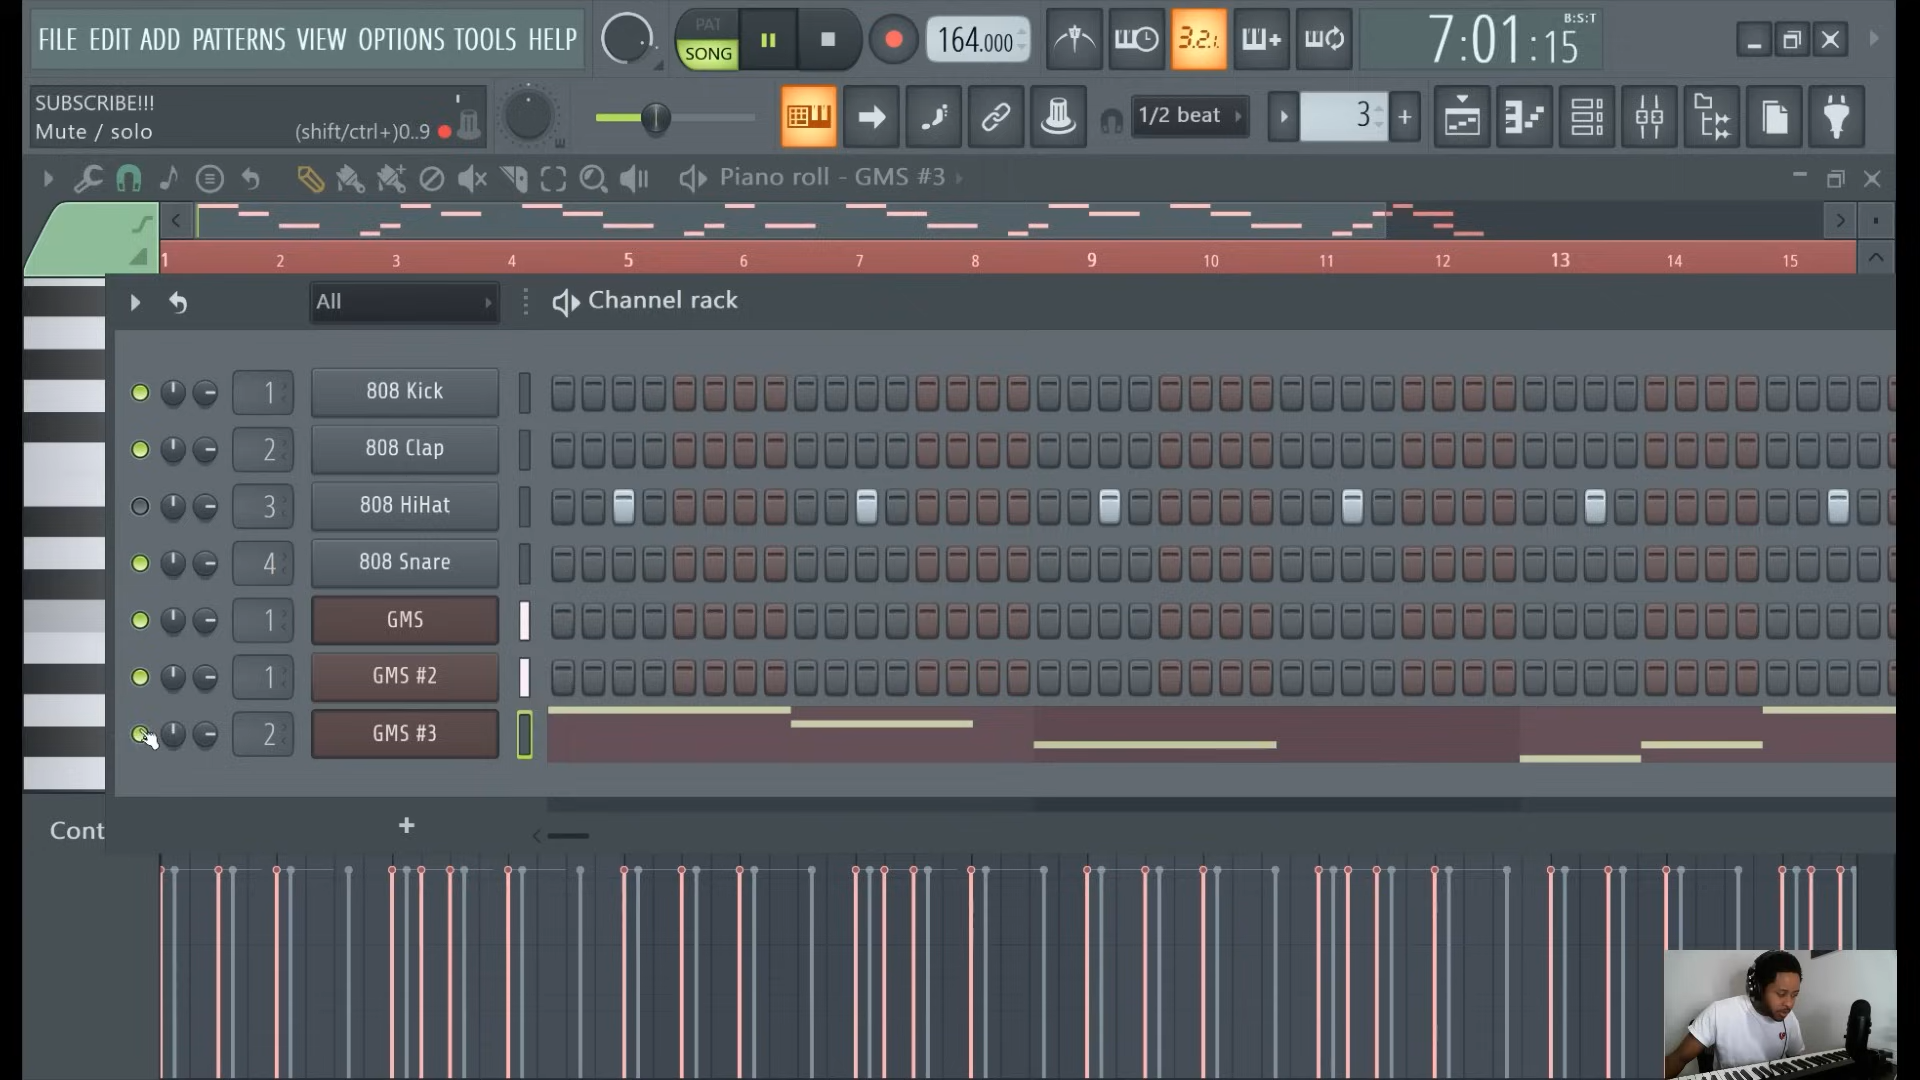 FILE EDIT ADD PATTERNS VIEW OPTIONS TOOLS HELP
PAT
SONG
164.000
3.2.1.
B:S:T
7:01:15
SUBSCRIBE!!!
Mute / solo
(shift/ctrl+)0..9
1/2 beat
3
Piano roll - GMS #3
1 2 3 4 5 6 7 8 9 10 11 12 13 14 15
All
Channel rack
1 808 Kick
2 808 Clap
3 808 HiHat
4 808 Snare
1 GMS
1 GMS #2
2 GMS #3
Cont